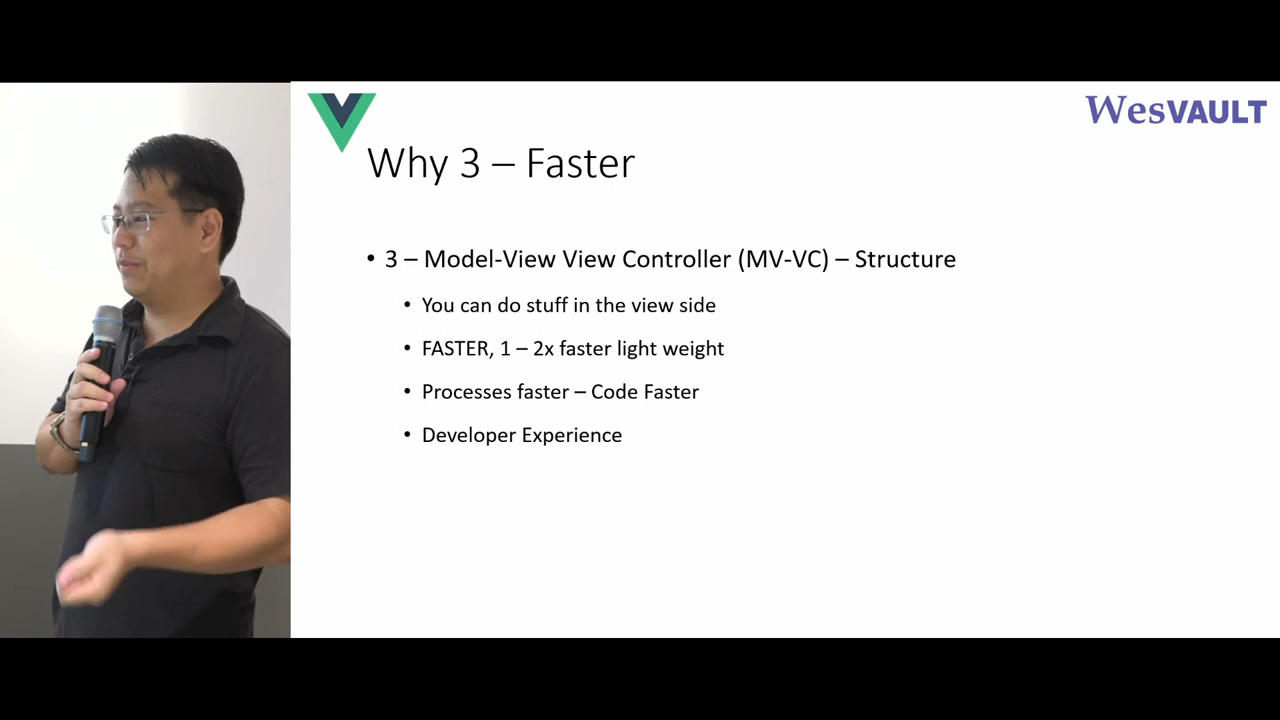 WesVAULT
Why 3 – Faster
• 3 – Model-View View Controller (MV-VC) – Structure
• You can do stuff in the view side
• FASTER, 1 – 2x faster light weight
• Processes faster – Code Faster
• Developer Experience